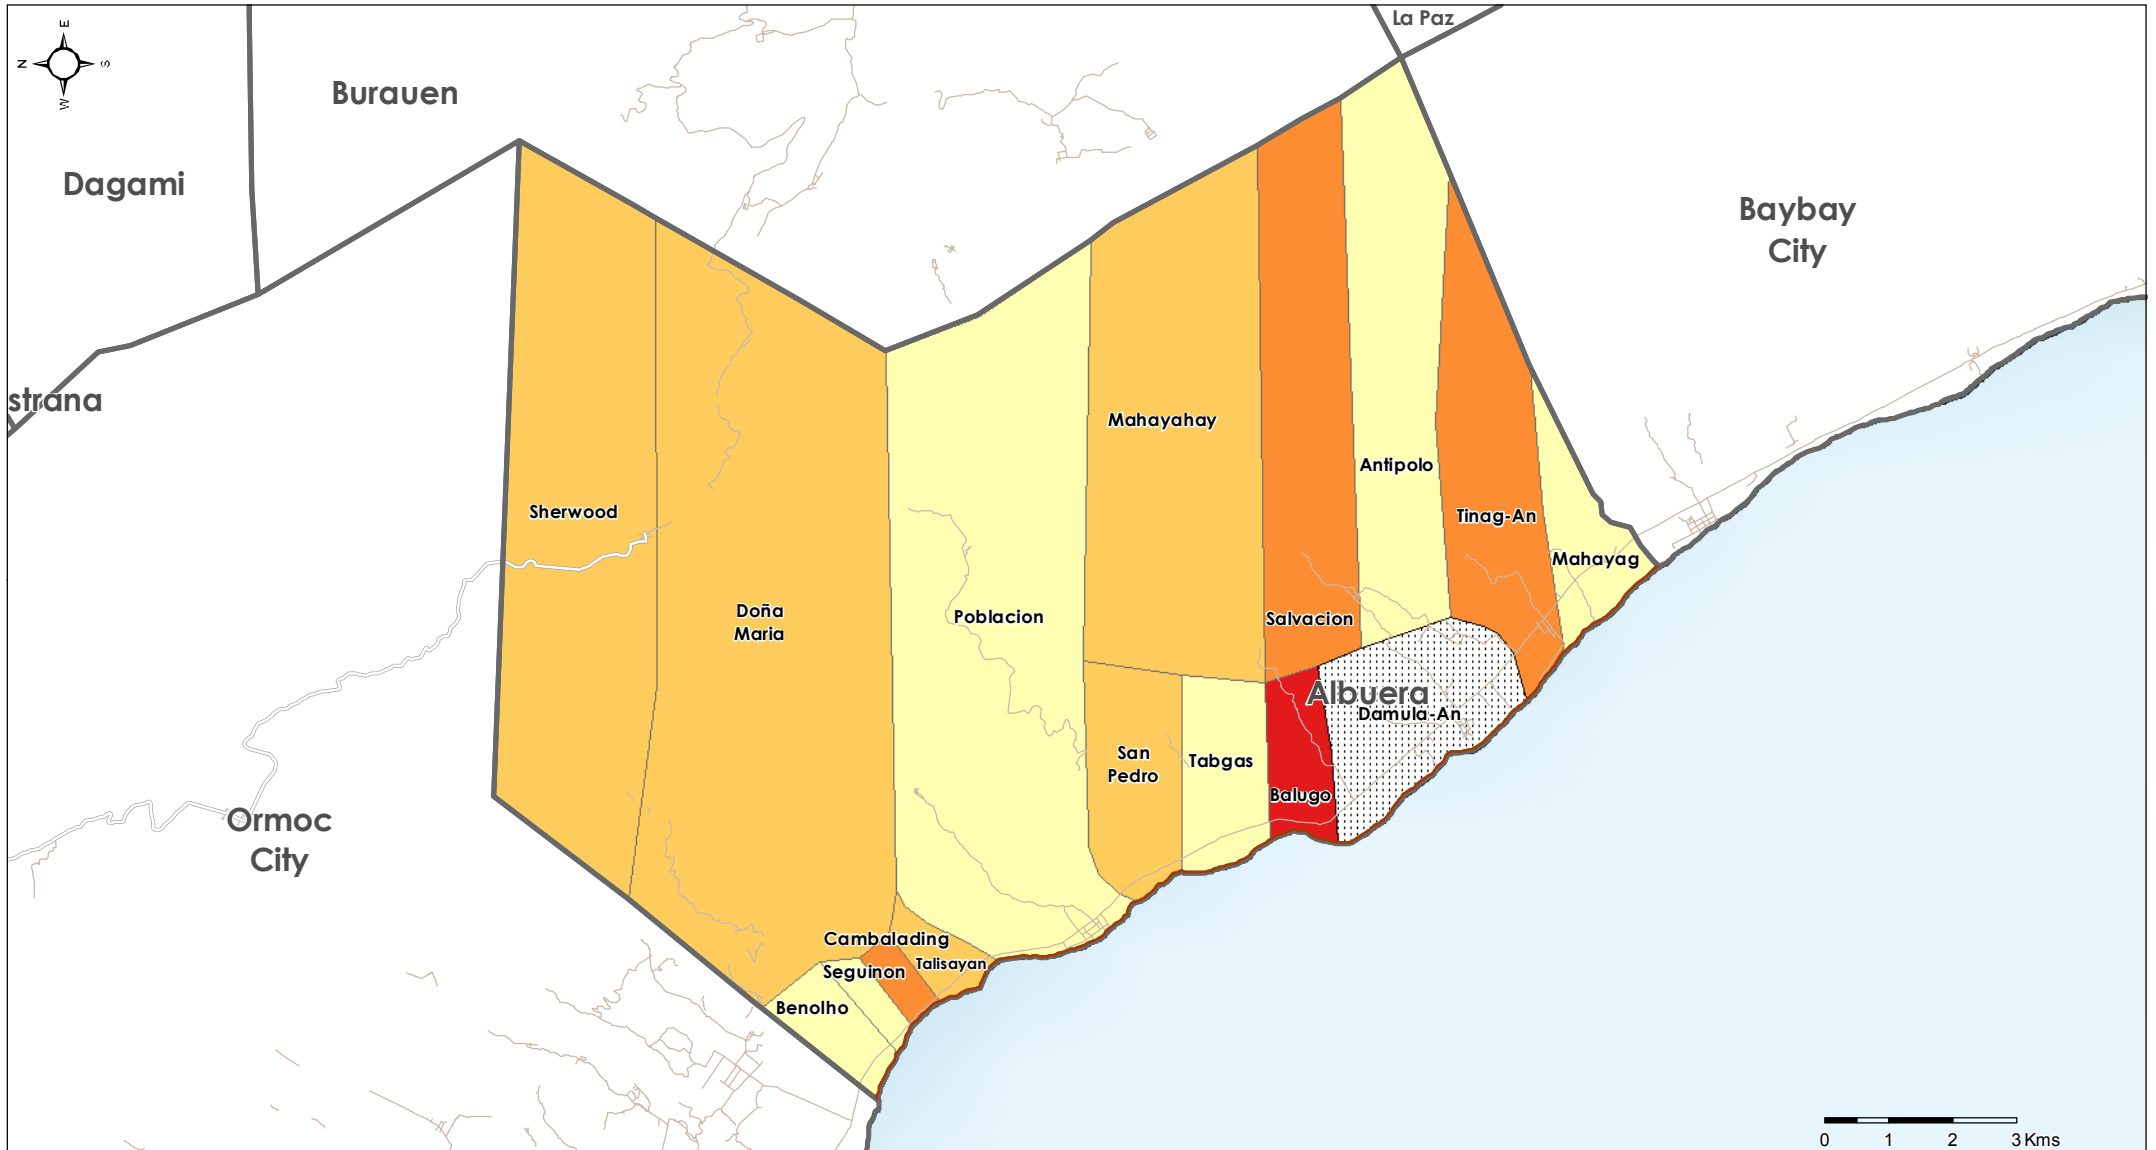 La Paz
E
N
S
W
Burauen
Dagami
Baybay
City
strana
Mahayahay
Antipolo
Sherwood
Tinag-An
Mahayag
Doña
Maria
Poblacion
Salvacion
Albuera
Damula-An
San
Pedro
Tabgas
Balugo
Ormoc
City
Cambalading
Talisayan
Seguinon
Benolho
0 1 2 3 Kms